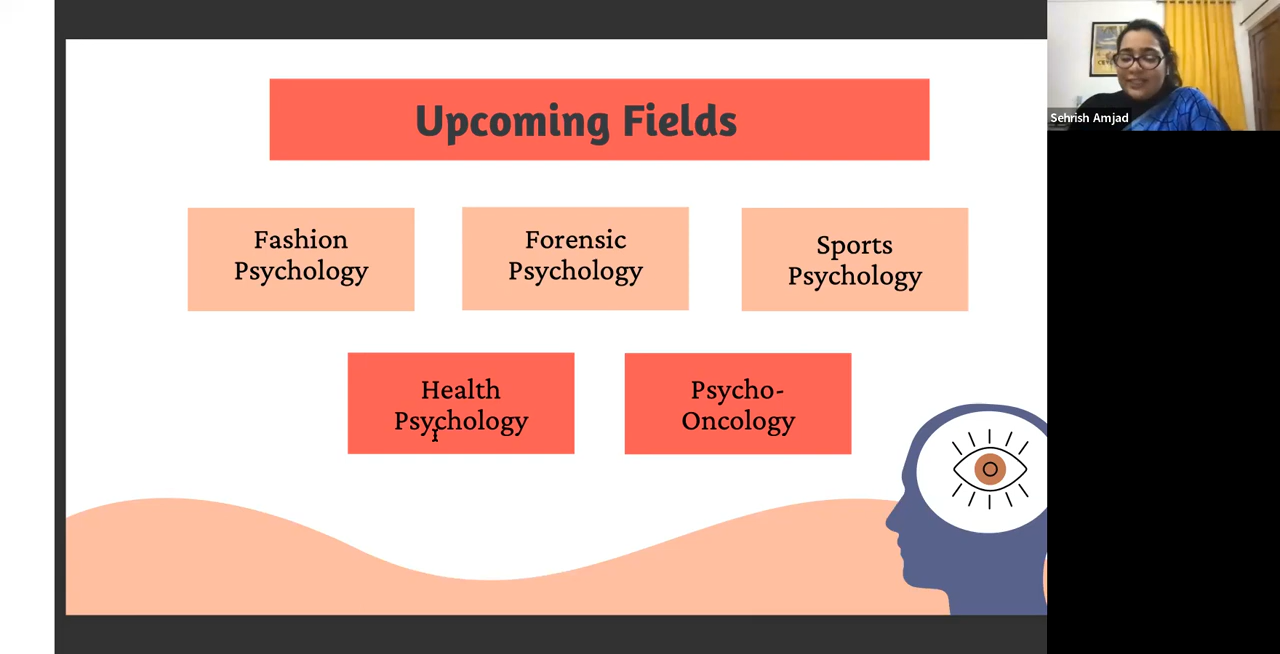 Upcoming Fields
Fashion
Psychology
Forensic
Psychology
Sports
Psychology
Health
Psychology
Psycho-
Oncology
Sehrish Amjad